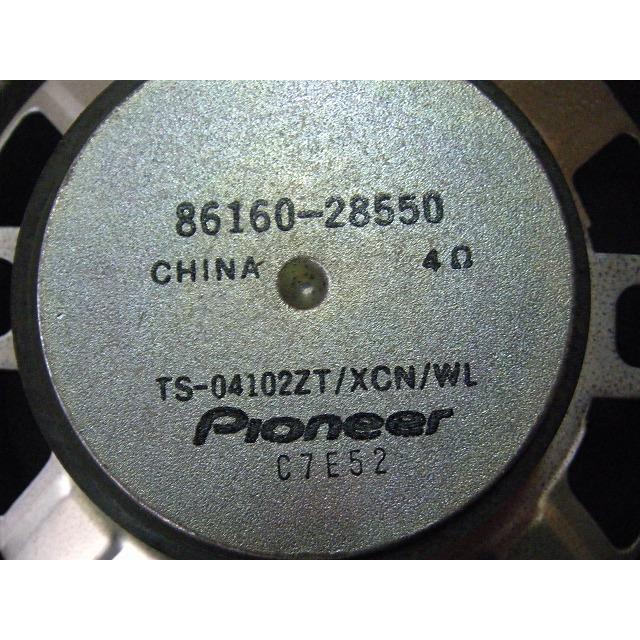 86160-28550
CHINA 4Ω
TS-04102ZT/XCN/WL
Pioneer
C7E52